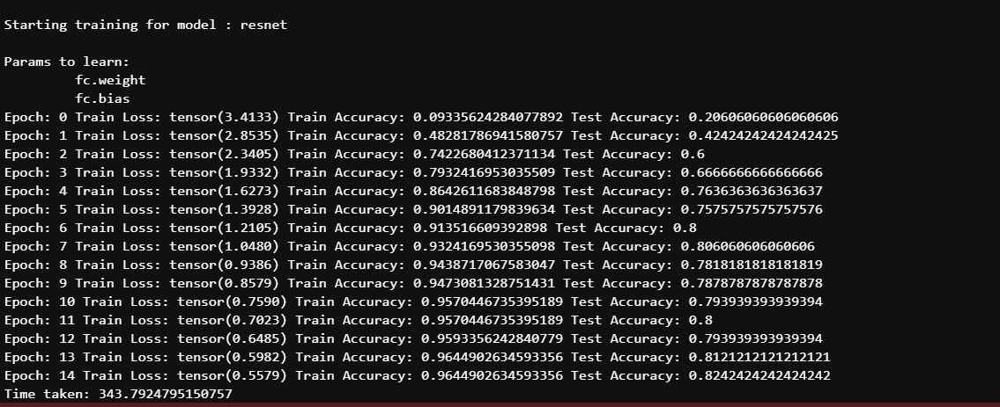 Starting training for model : resnet
Params to learn:
fc.weight
fc.bias
Epoch: 0 Train Loss: tensor(3.4133) Train Accuracy: 0.09335624284077892 Test Accuracy: 0.20606060606060606
Epoch: 1 Train Loss: tensor(2.8535) Train Accuracy: 0.48281786941580757 Test Accuracy: 0.42424242424242425
Epoch: 2 Train Loss: tensor(2.3405) Train Accuracy: 0.7422680412371134 Test Accuracy: 0.6
Epoch: 3 Train Loss: tensor(1.9332) Train Accuracy: 0.7932416953035509 Test Accuracy: 0.6666666666666666
Epoch: 4 Train Loss: tensor(1.6273) Train Accuracy: 0.8642611683848798 Test Accuracy: 0.7636363636363637
Epoch: 5 Train Loss: tensor(1.3928) Train Accuracy: 0.9014891179839634 Test Accuracy: 0.7575757575757576
Epoch: 6 Train Loss: tensor(1.2105) Train Accuracy: 0.913516609392898 Test Accuracy: 0.8
Epoch: 7 Train Loss: tensor(1.0480) Train Accuracy: 0.9324169530355098 Test Accuracy: 0.806060606060606
Epoch: 8 Train Loss: tensor(0.9386) Train Accuracy: 0.9438717067583047 Test Accuracy: 0.7818181818181819
Epoch: 9 Train Loss: tensor(0.8579) Train Accuracy: 0.9473081328751431 Test Accuracy: 0.7878787878787878
Epoch: 10 Train Loss: tensor(0.7590) Train Accuracy: 0.9570446735395189 Test Accuracy: 0.793939393939394
Epoch: 11 Train Loss: tensor(0.7023) Train Accuracy: 0.9570446735395189 Test Accuracy: 0.8
Epoch: 12 Train Loss: tensor(0.6485) Train Accuracy: 0.9593356242840779 Test Accuracy: 0.793939393939394
Epoch: 13 Train Loss: tensor(0.5982) Train Accuracy: 0.9644902634593356 Test Accuracy: 0.8121212121212121
Epoch: 14 Train Loss: tensor(0.5579) Train Accuracy: 0.9644902634593356 Test Accuracy: 0.8242424242424242
Time taken: 343.7924795150757